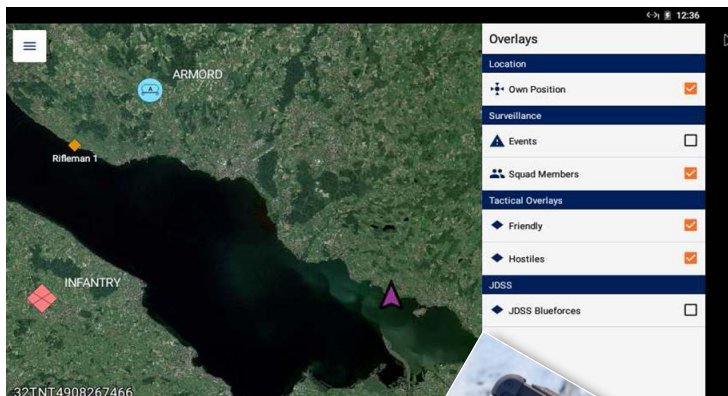 12:36
Overlays
Location
ARMORD
Own Position
Surveillance
Events
Rifleman 1
Squad Members
Tactical Overlays
Friendly
Hostiles
INFANTRY
JDSS
JDSS Blueforces
32TNT4908267466